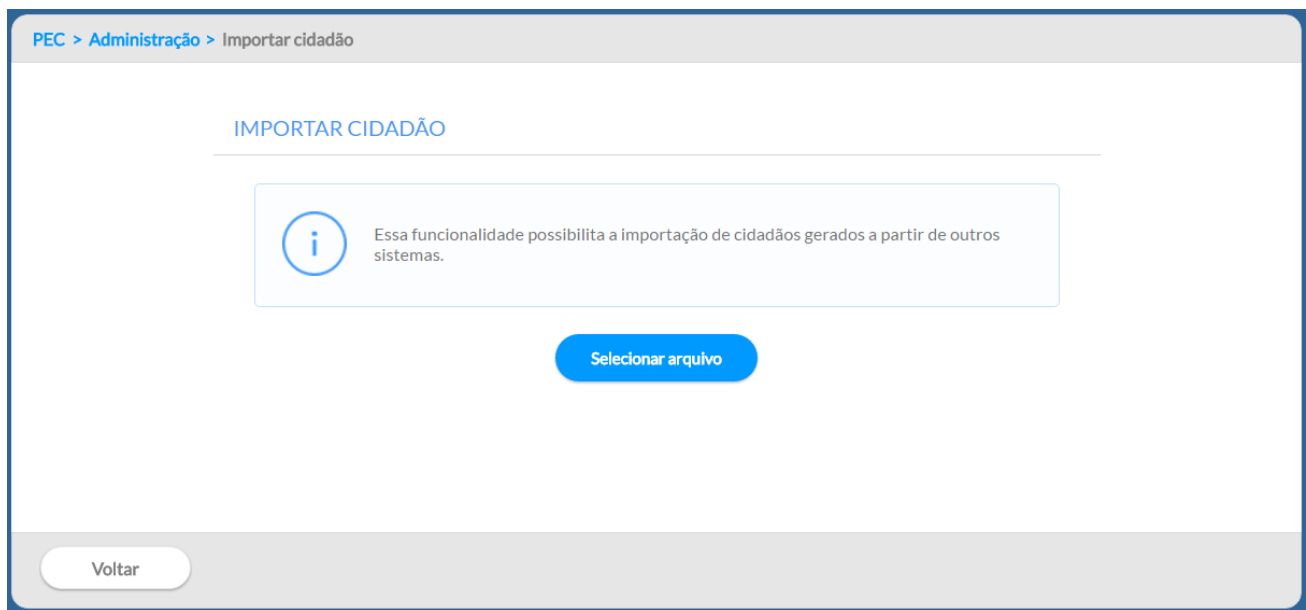 PEC > Administração > Importar cidadão
IMPORTAR CIDADÃO
i
Essa funcionalidade possibilita a importação de cidadãos gerados a partir de outros
sistemas.
Selecionar arquivo
Voltar